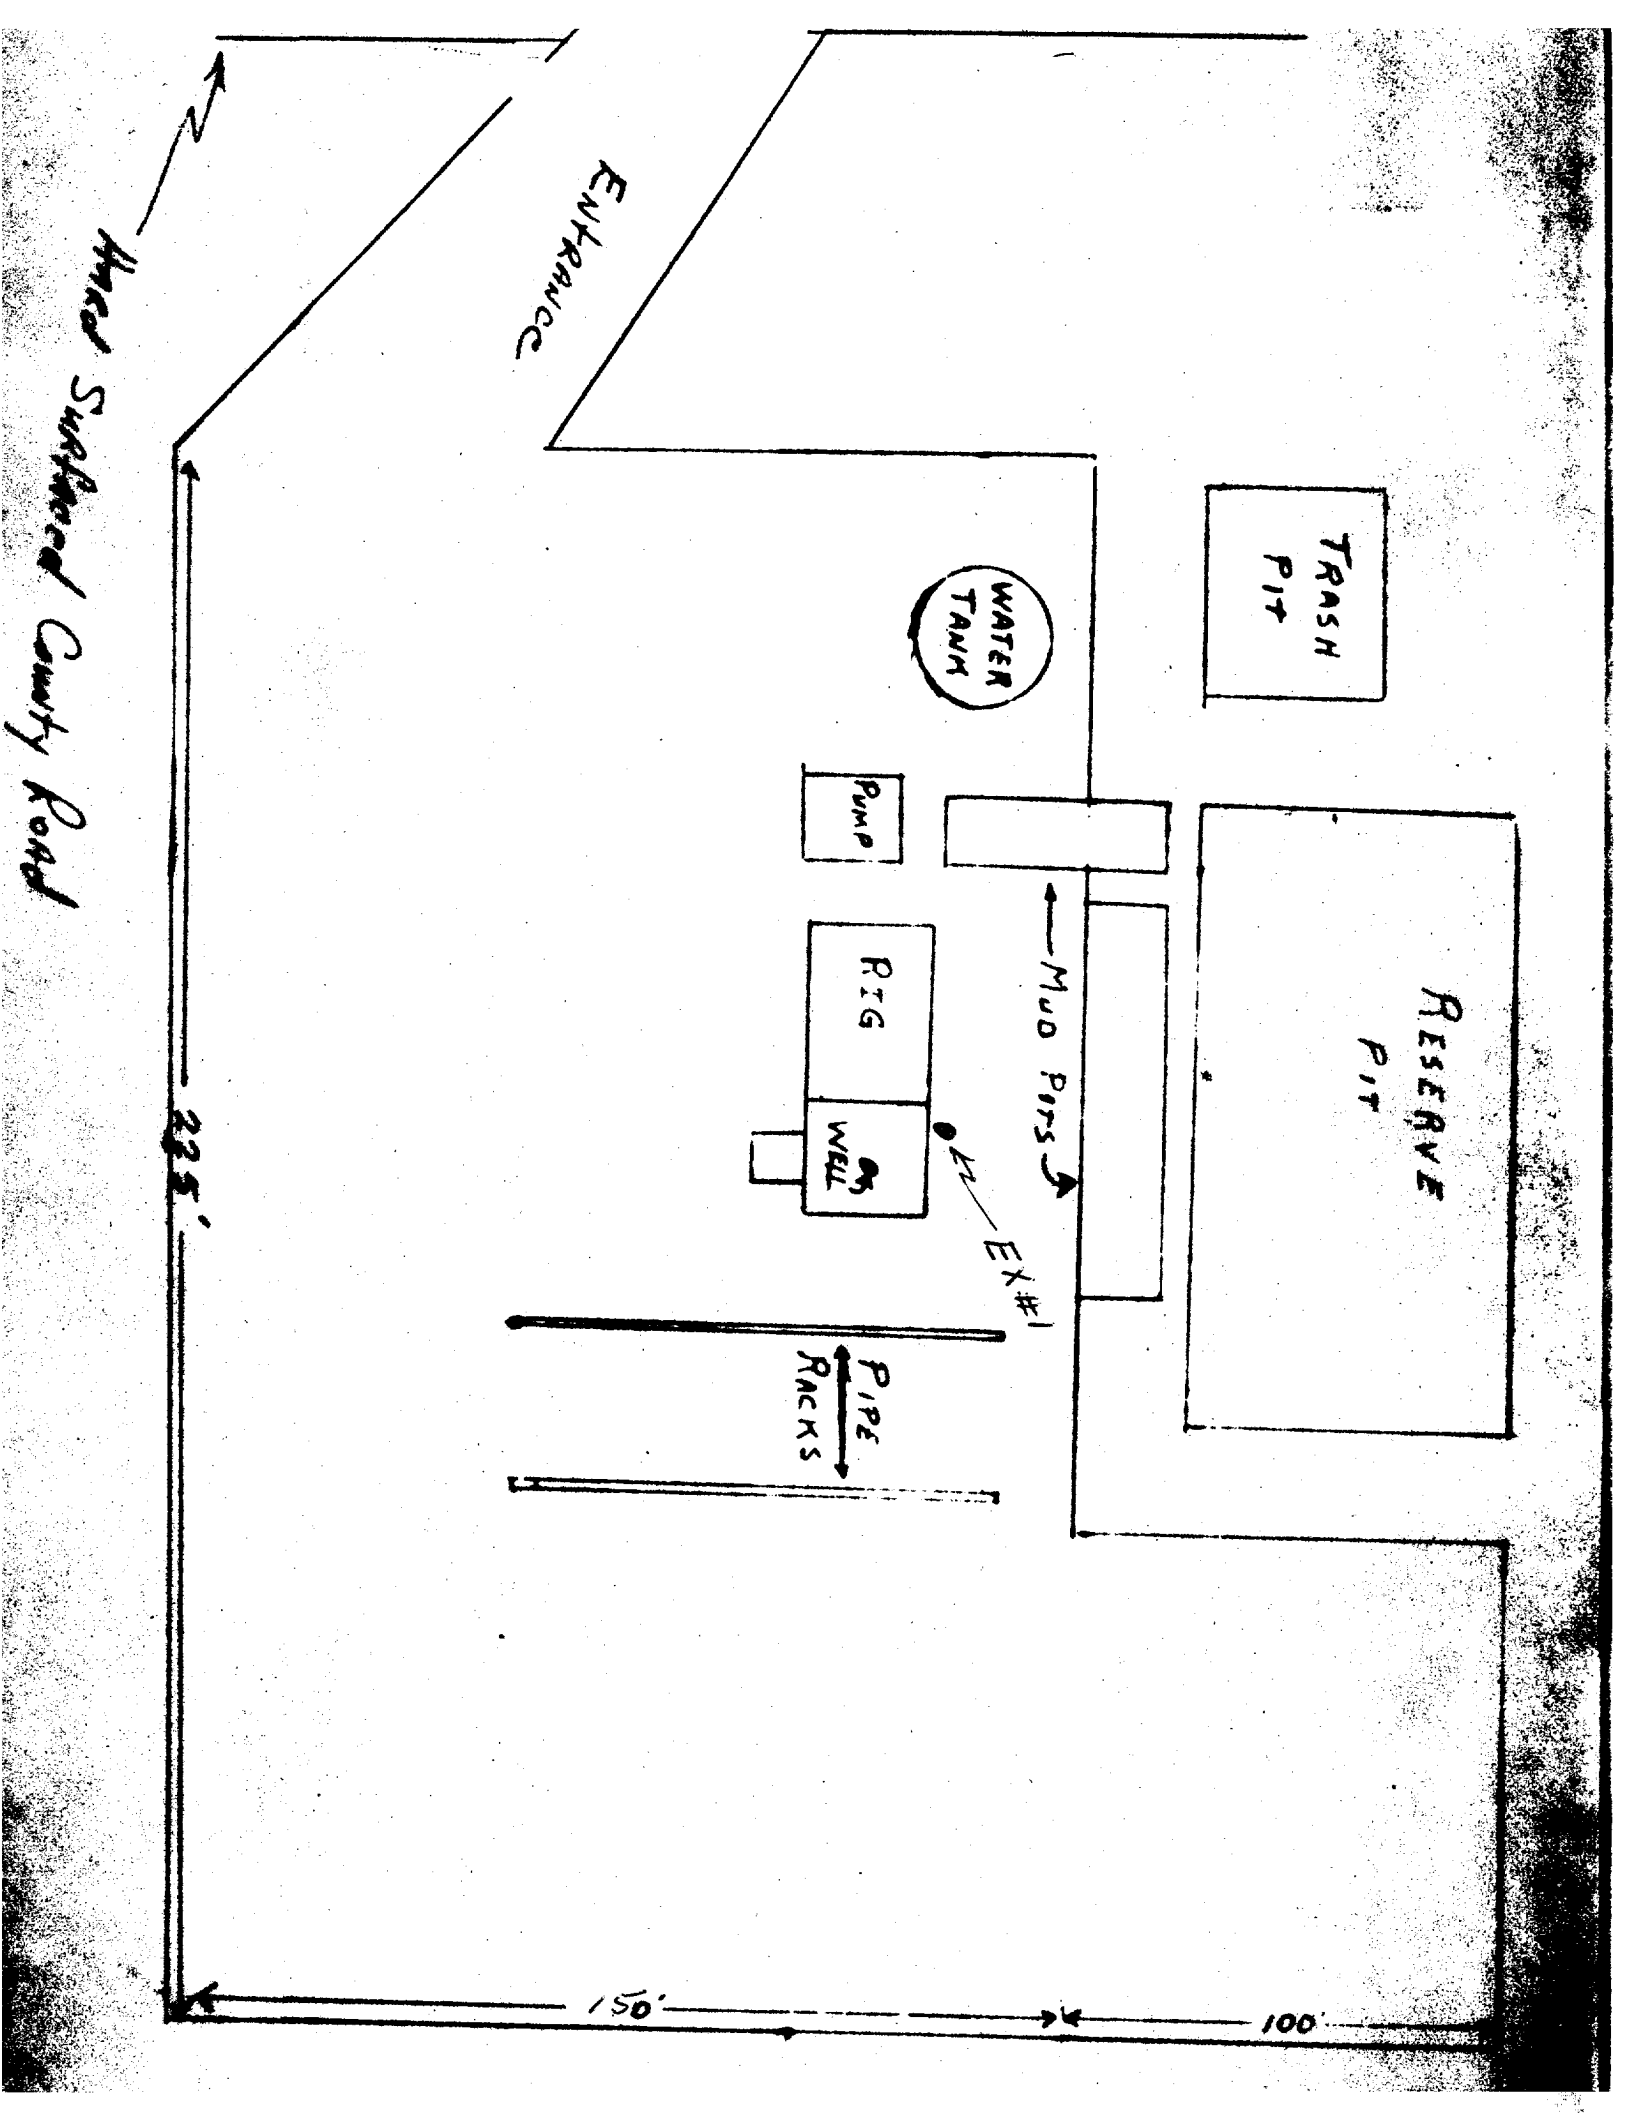 Hard Surfaced County Road
Entrance
Trash
Pit
Water
Tank
Pump
Reserve
Pit
Mud Pits
Rig
Well
Ex #1
Pipe
Racks
225'
150'
100'